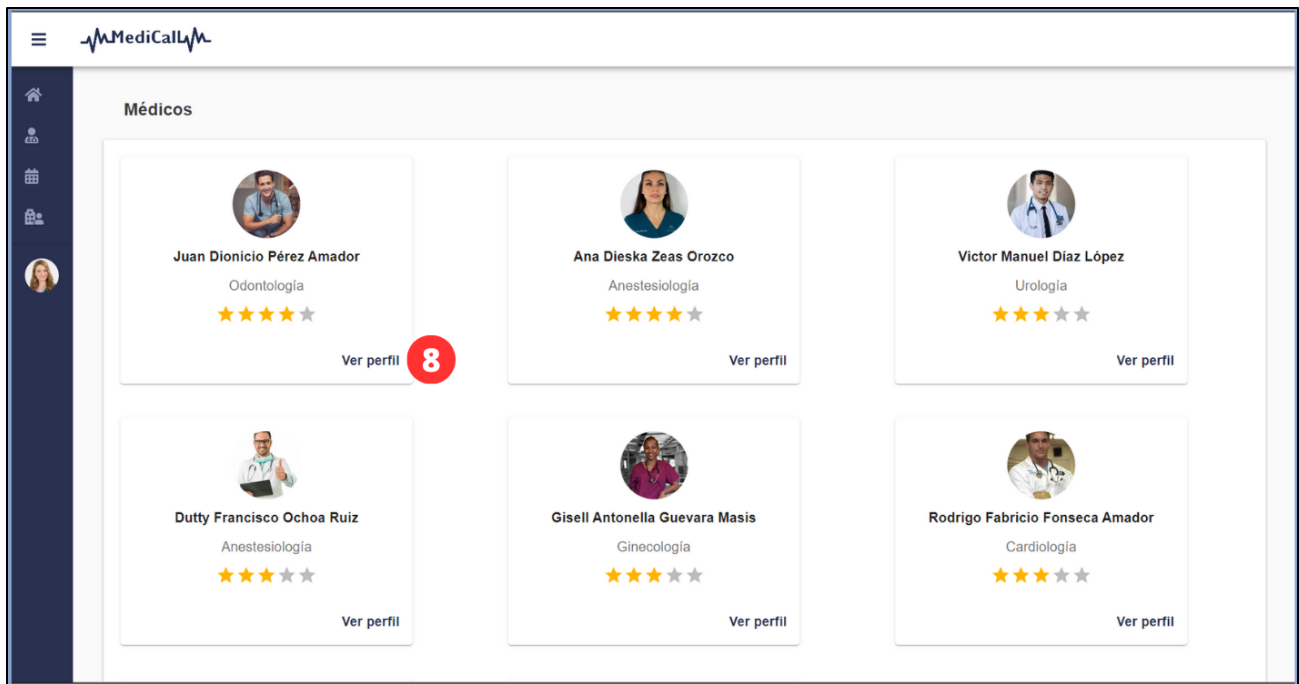 MediCall
Médicos
Juan Dionicio Pérez Amador
Odontología
Ver perfil
8
Ana Dieska Zeas Orozco
Anestesiología
Ver perfil
Victor Manuel Díaz López
Urología
Ver perfil
Dutty Francisco Ochoa Ruiz
Anestesiología
Ver perfil
Gisell Antonella Guevara Masis
Ginecología
Ver perfil
Rodrigo Fabricio Fonseca Amador
Cardiología
Ver perfil